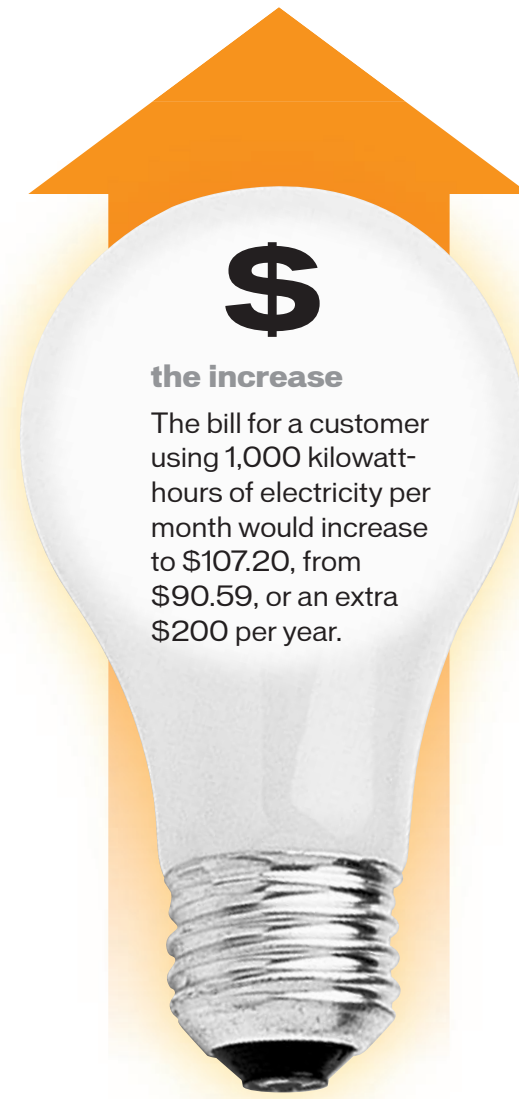 $
the increase
The bill for a customer
using 1,000 kilowatt-
hours of electricity per
month would increase
to $107.20, from
$90.59, or an extra
$200 per year.